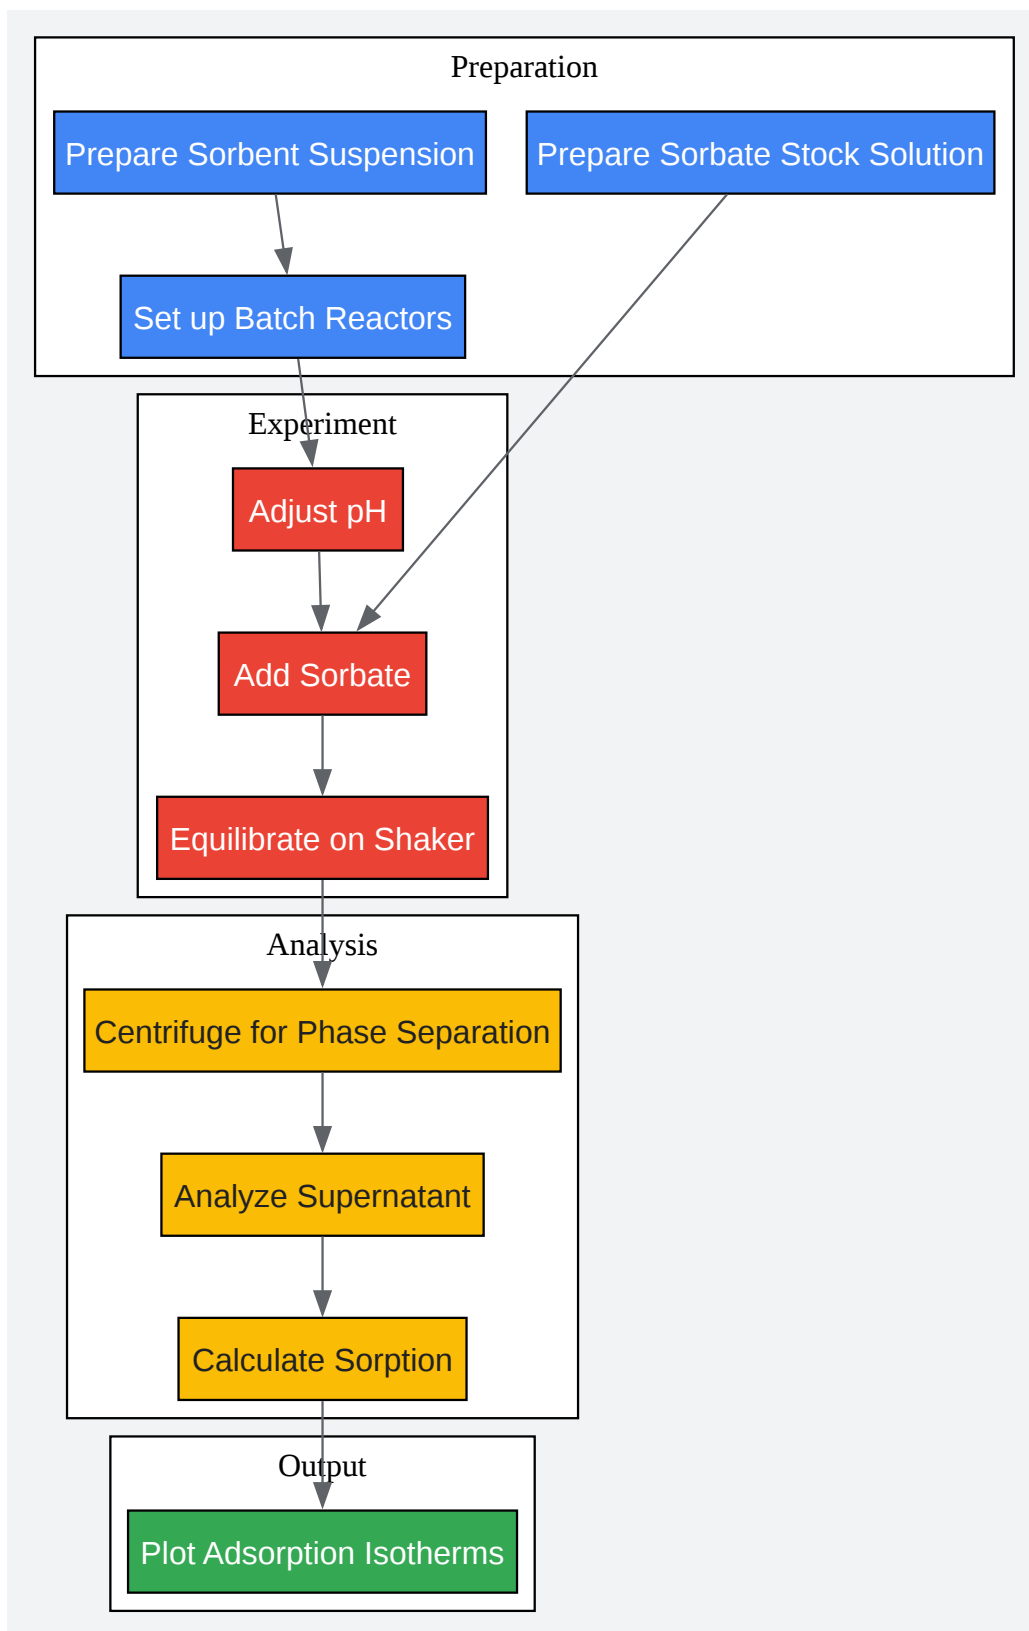 Preparation
Prepare Sorbent Suspension
Prepare Sorbate Stock Solution
Set up Batch Reactors
Experiment
Adjust pH
Add Sorbate
Equilibrate on Shaker
Analysis
Centrifuge for Phase Separation
Analyze Supernatant
Calculate Sorption
Output
Plot Adsorption Isotherms